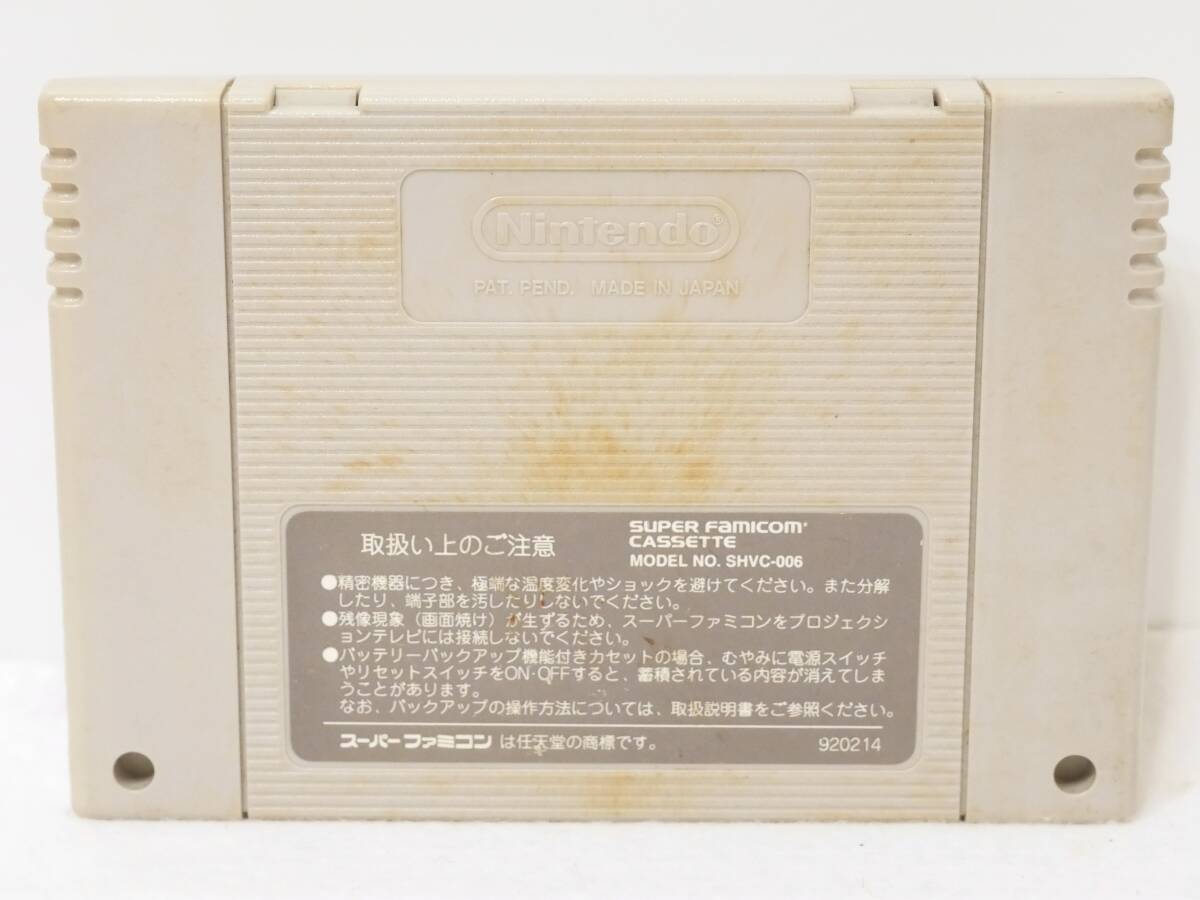 Nintendo®
PAT. PEND. MADE IN JAPAN
取扱い上のご注意
SUPER FAMICOM®
CASSETTE
MODEL NO. SHVC-006
●精密機器につき、極端な温度変化やショックを避けてください。また分解
したり、端子部を汚したりしないでください。
●残像現象（画面焼け）が生ずるため、スーパーファミコンをプロジェクシ
ョンテレビには接続しないでください。
●バッテリーバックアップ機能付きカセットの場合、むやみに電源スイッチ
やリセットスイッチをON・OFFすると、蓄積されている内容が消えてしま
うことがあります。
なお、バックアップの操作方法については、取扱説明書をご参照ください。
スーパーファミコン は任天堂の商標です。
920214